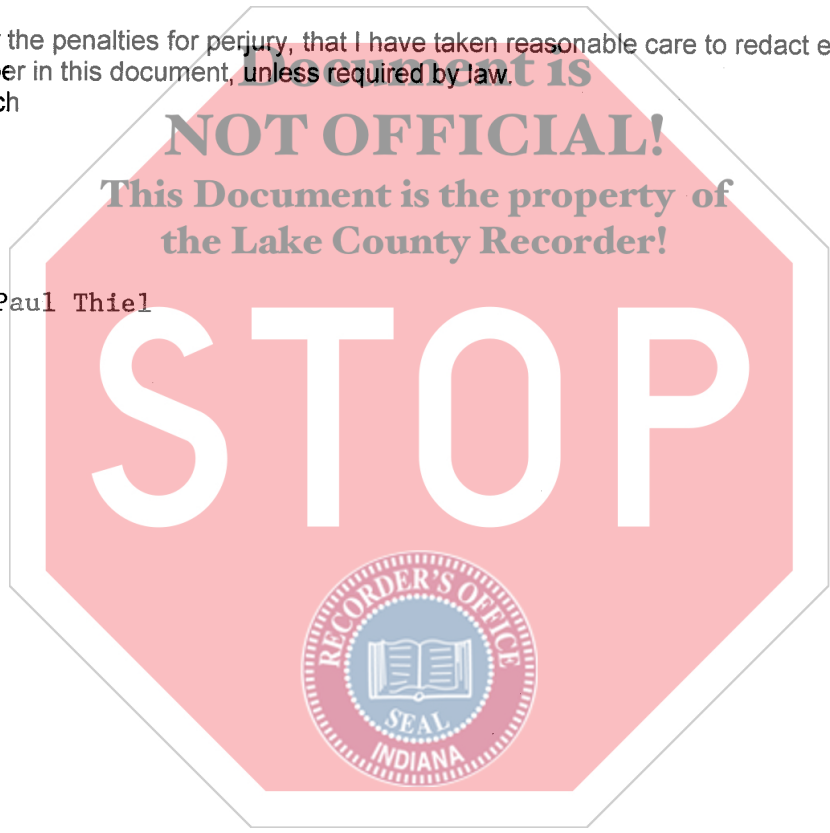 the penalties for perjury, that I have taken reasonable care to redact e
er in this document, unless required by law.
ch
Document is
NOT OFFICIAL!
This Document is the property of
the Lake County Recorder!
Paul Thiel
STOP
RECORDER'S OFFICE
SEAL
INDIANA